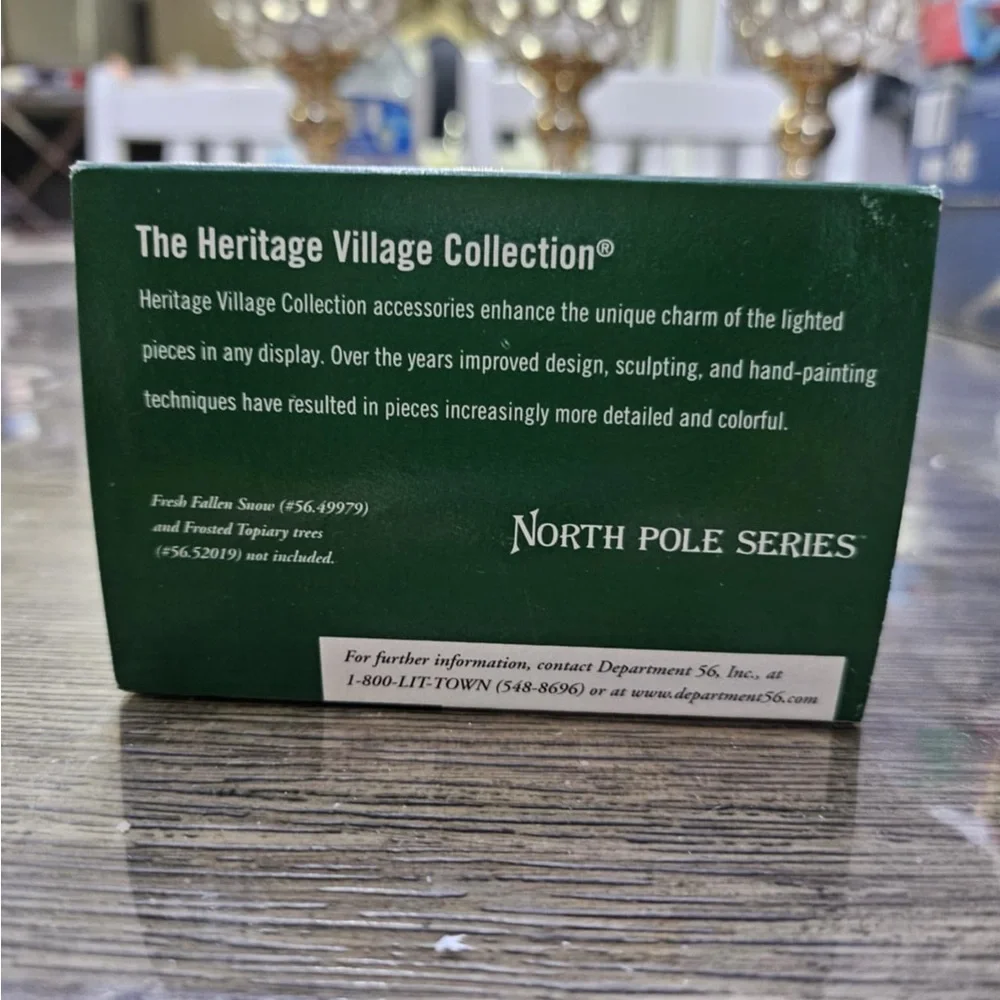 The Heritage Village Collection®
Heritage Village Collection accessories enhance the unique charm of the lighted
pieces in any display. Over the years improved design, sculpting, and hand-painting
techniques have resulted in pieces increasingly more detailed and colorful.
Fresh Fallen Snow (#56.49979)
and Frosted Topiary trees
(#56.52019) not included.
NORTH POLE SERIES™
For further information, contact Department 56, Inc., at
1-800-LIT-TOWN (548-8696) or at www.department56.com